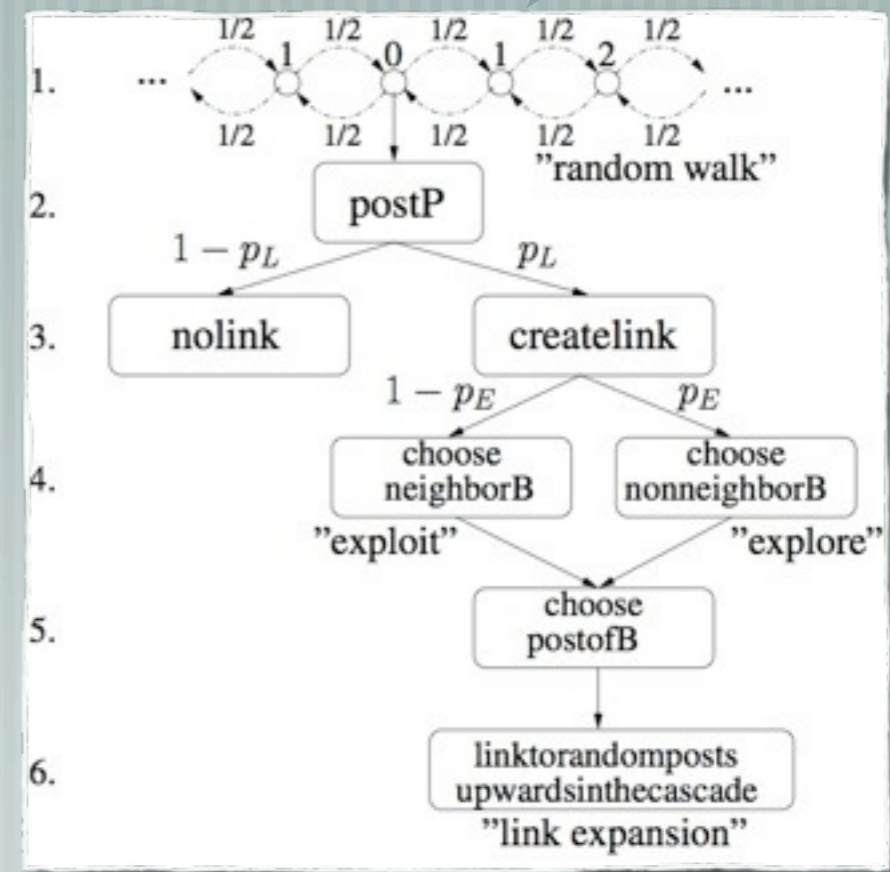 1/2 1/2 1/2 1/2 1/2
1 0 1 2
1. ... ...
1/2 1/2 1/2 1/2 1/2
"random walk"
2. postP
1 − p_L p_L
3. nolink createlink
1 − p_E p_E
4. choose neighborB choose nonneighborB
"exploit" "explore"
5. choose
postofB
6. linktorandomposts
upwardsinthecascade
"link expansion"